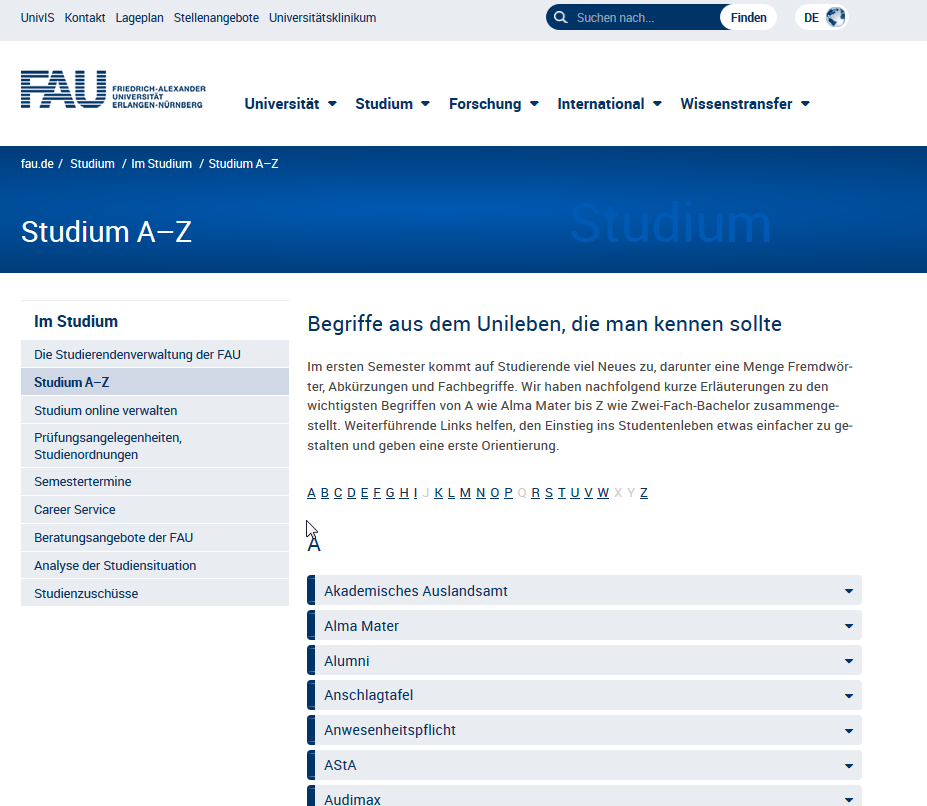 UnivIS Kontakt Lageplan Stellenangebote Universitätsklinikum
Suchen nach... Finden DE
FAU FRIEDRICH-ALEXANDER
UNIVERSITÄT
ERLANGEN-NÜRNBERG
Universität Studium Forschung International Wissenstransfer
fau.de / Studium / Im Studium / Studium A–Z
Studium A–Z
Studium
Im Studium
Die Studierendenverwaltung der FAU
Studium A–Z
Studium online verwalten
Prüfungsangelegenheiten,
Studienordnungen
Semestertermine
Career Service
Beratungsangebote der FAU
Analyse der Studiensituation
Studienzuschüsse
Begriffe aus dem Unileben, die man kennen sollte
Im ersten Semester kommt auf Studierende viel Neues zu, darunter eine Menge Fremdwör-
ter, Abkürzungen und Fachbegriffe. Wir haben nachfolgend kurze Erläuterungen zu den
wichtigsten Begriffen von A wie Alma Mater bis Z wie Zwei-Fach-Bachelor zusammenge-
stellt. Weiterführende Links helfen, den Einstieg ins Studentenleben etwas einfacher zu ge-
stalten und geben eine erste Orientierung.
A B C D E F G H I J K L M N O P Q R S T U V W X Y Z
A
Akademisches Auslandsamt
Alma Mater
Alumni
Anschlagtafel
Anwesenheitspflicht
AStA
Audimax